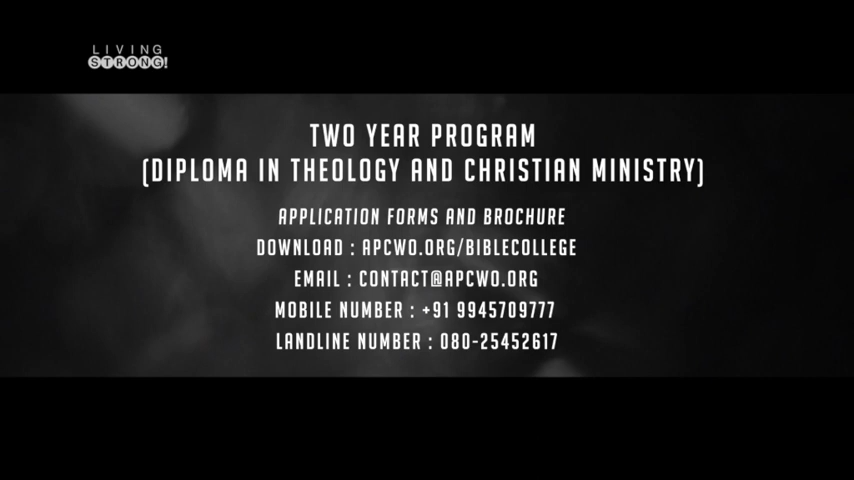 LIVING
STRONG!
TWO YEAR PROGRAM
(DIPLOMA IN THEOLOGY AND CHRISTIAN MINISTRY)
APPLICATION FORMS AND BROCHURE
DOWNLOAD : APCWO.ORG/BIBLECOLLEGE
EMAIL : CONTACT@APCWO.ORG
MOBILE NUMBER : +91 9945709777
LANDLINE NUMBER : 080-25452617